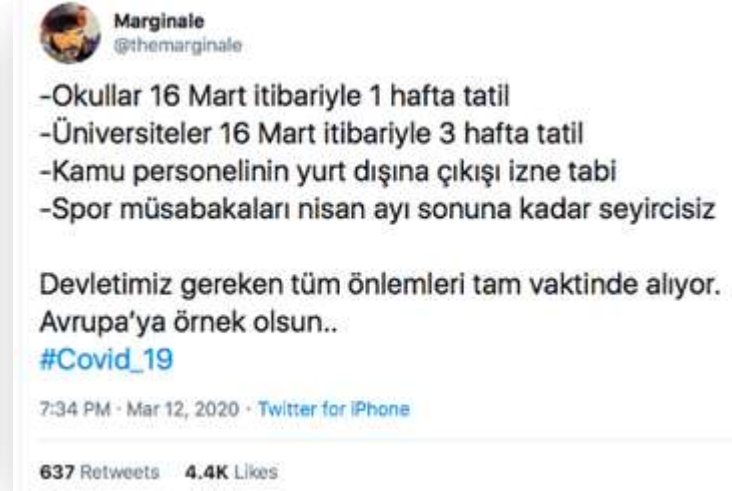 Marginale
@themarginale
-Okullar 16 Mart itibariyle 1 hafta tatil
-Üniversiteler 16 Mart itibariyle 3 hafta tatil
-Kamu personelinin yurt dışına çıkışı izne tabi
-Spor müsabakaları nisan ayı sonuna kadar seyircisiz
Devletimiz gereken tüm önlemleri tam vaktinde alıyor.
Avrupa'ya örnek olsun..
#Covid_19
7:34 PM · Mar 12, 2020 · Twitter for iPhone
637 Retweets 4.4K Likes